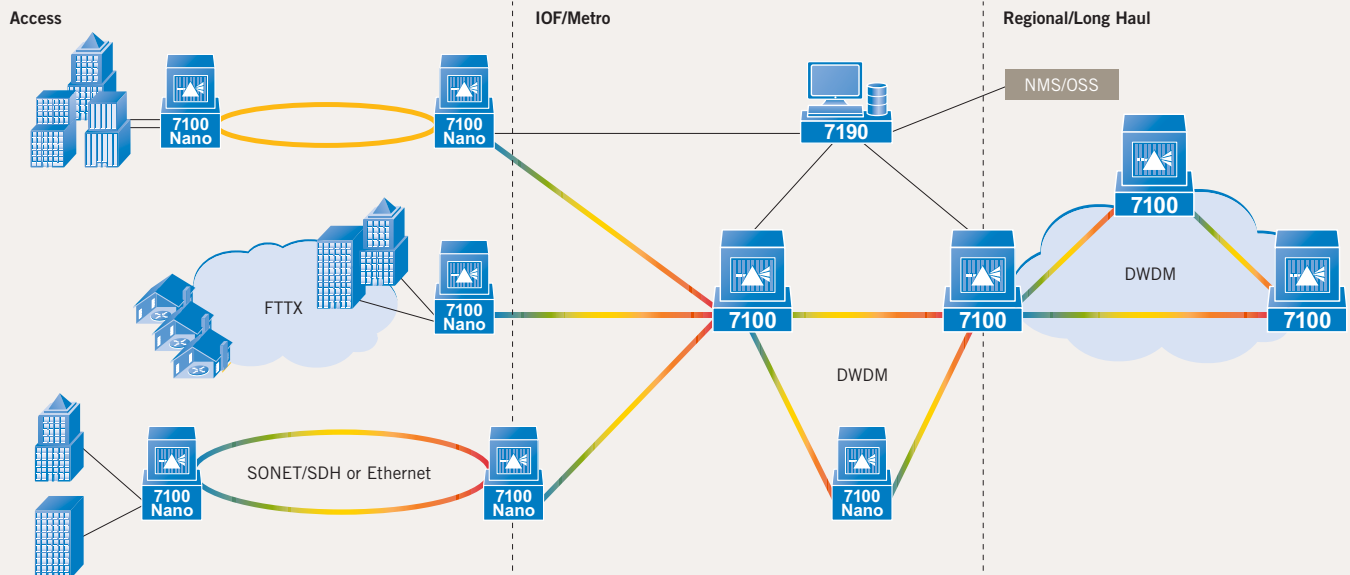 Access
IOF/Metro
Regional/Long Haul
NMS/OSS
7100
Nano
7100
Nano
7190
7100
FTTX
7100
Nano
7100
7100
DWDM
7100
DWDM
SONET/SDH or Ethernet
7100
Nano
7100
Nano
7100
Nano